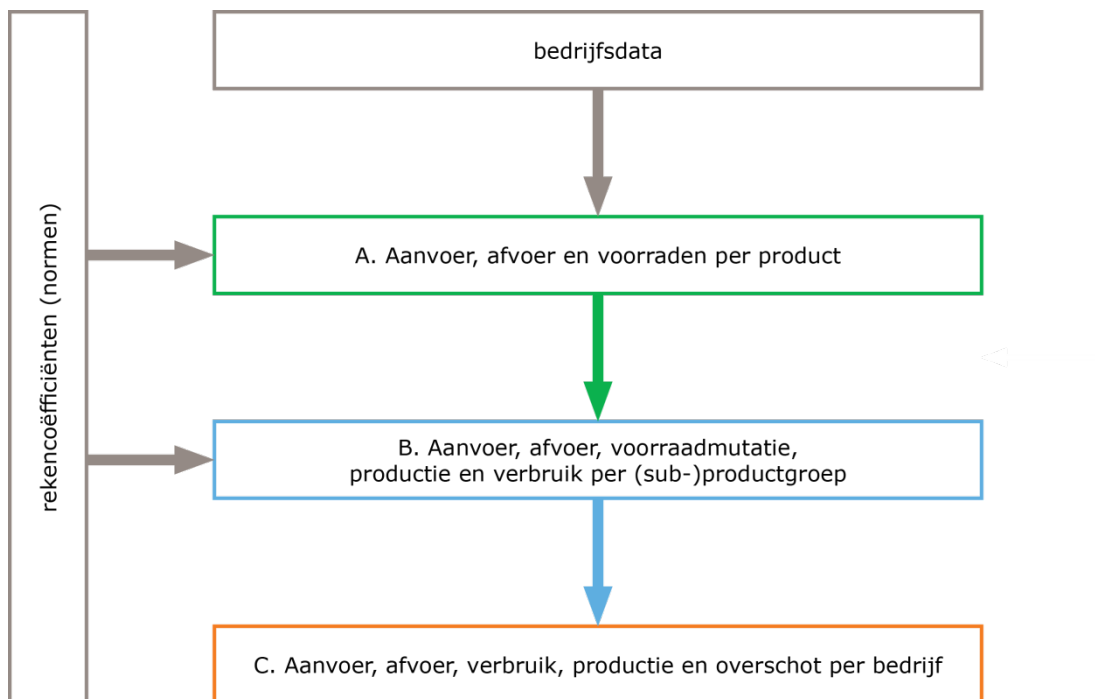 bedrijfsdata
rekencoëfficiënten (normen)
A. Aanvoer, afvoer en voorraden per product
B. Aanvoer, afvoer, voorraadmutatie,
productie en verbruik per (sub-)productgroep
C. Aanvoer, afvoer, verbruik, productie en overschot per bedrijf